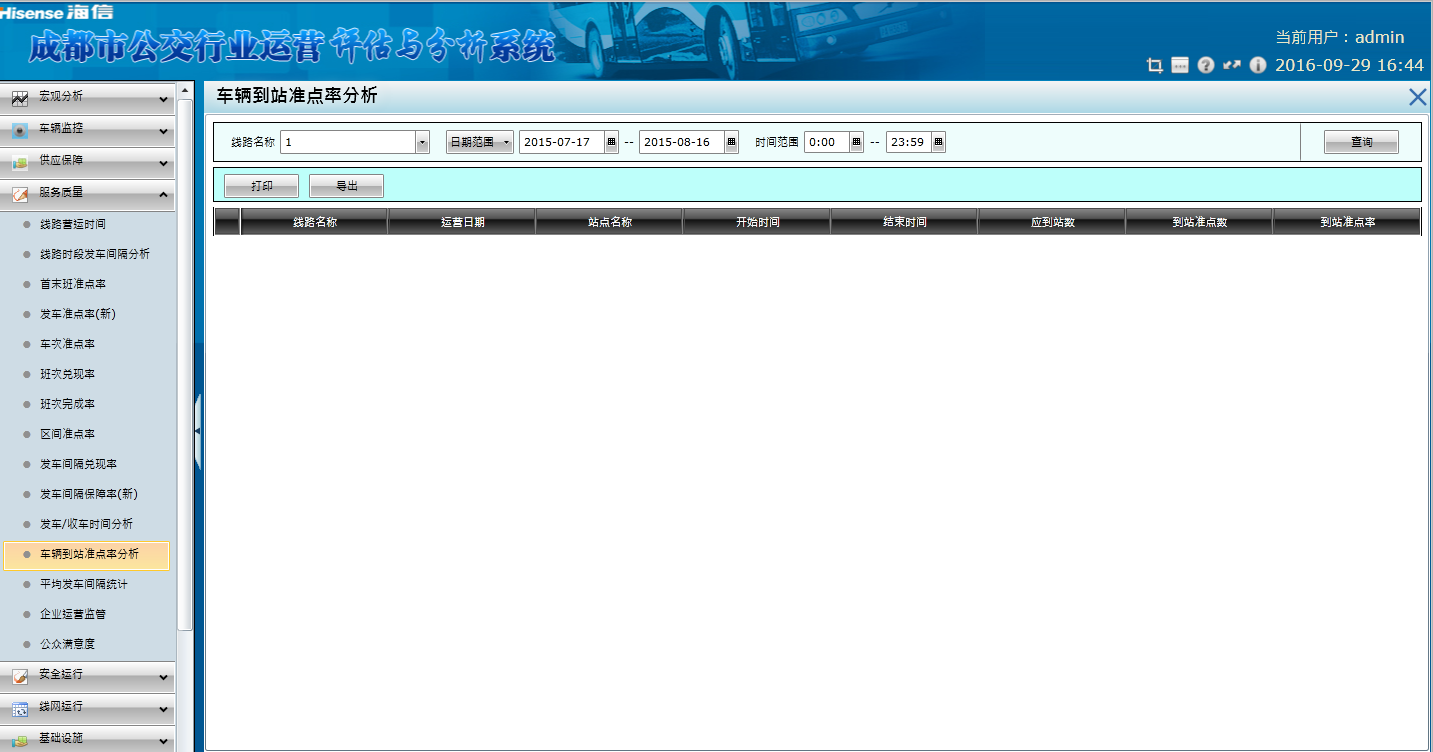 Hisense 海信
成都市公交行业运营评估与分析系统
当前用户：admin
2016-09-29 16:44
宏观分析
车辆监控
供应保障
服务质量
线路营运时间
线路时段发车间隔分析
首末班准点率
发车准点率(新)
车次准点率
班次兑现率
班次完成率
区间准点率
发车间隔兑现率
发车间隔保障率(新)
发车/收车时间分析
车辆到站准点率分析
平均发车间隔统计
企业运营监管
公众满意度
安全运行
线网运行
基础设施
车辆到站准点率分析
线路名称 1 日期范围 2015-07-17 -- 2015-08-16 时间范围 0:00 -- 23:59 查询
打印 导出
线路名称 运营日期 站点名称 开始时间 结束时间 应到站数 到站准点数 到站准点率